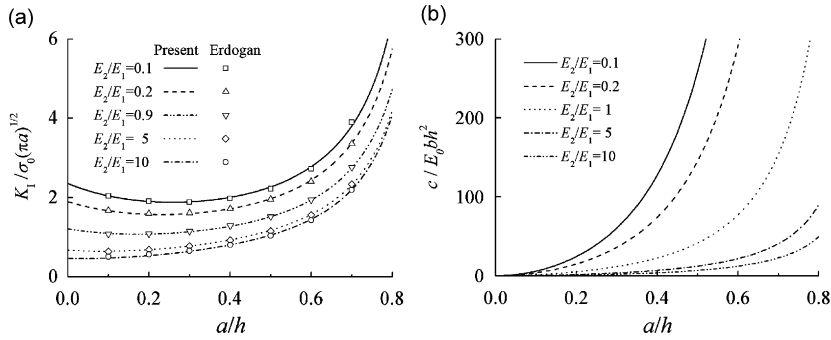 (a)
Present Erdogan
E2/E1=0.1
E2/E1=0.2
E2/E1=0.9
E2/E1= 5
E2/E1=10
6
4
2
0
KI/σ0(πa)1/2
0.0 0.2 0.4 0.6 0.8
a/h
(b)
E2/E1=0.1
E2/E1=0.2
E2/E1= 1
E2/E1= 5
E2/E1=10
300
200
100
0
c / E0bh2
0.0 0.2 0.4 0.6 0.8
a/h